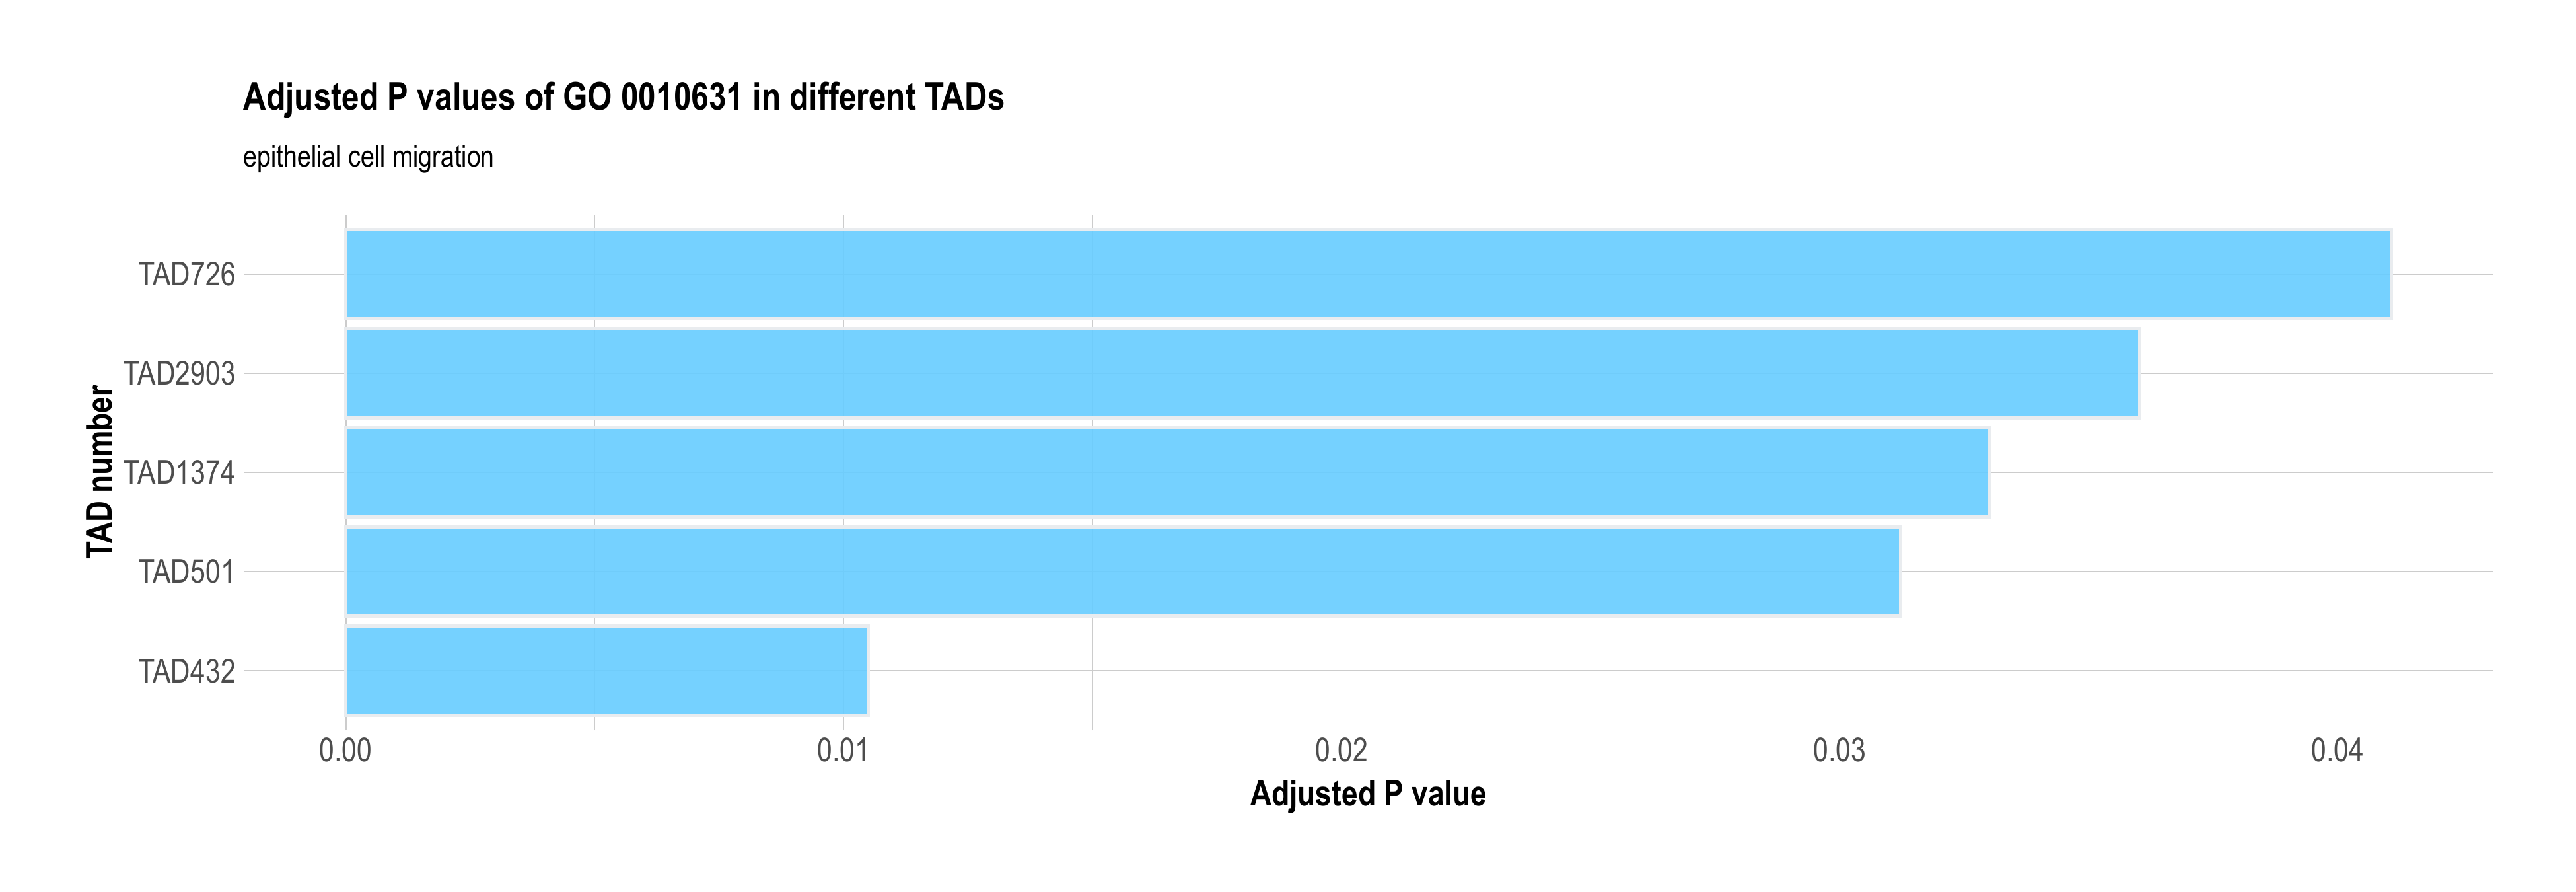 Adjusted P values of GO 0010631 in different TADs
epithelial cell migration
TAD number
TAD726
TAD2903
TAD1374
TAD501
TAD432
0.00 0.01 0.02 0.03 0.04
Adjusted P value